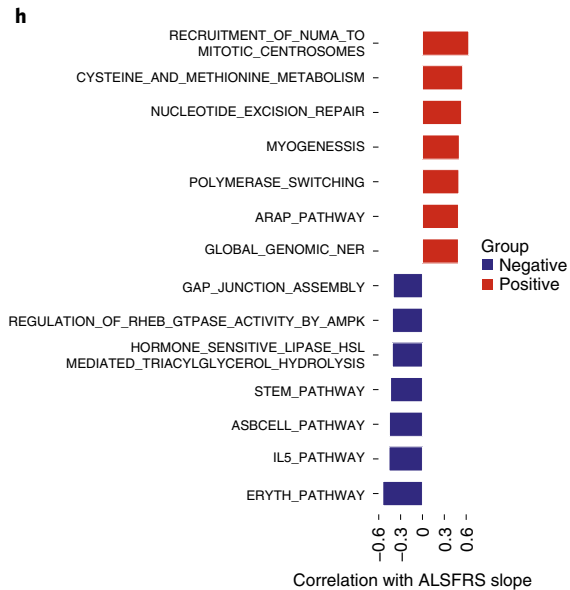 h
RECRUITMENT_OF_NUMA_TO
MITOTIC_CENTROSOMES
CYSTEINE_AND_METHIONINE_METABOLISM
NUCLEOTIDE_EXCISION_REPAIR
MYOGENESSIS
POLYMERASE_SWITCHING
ARAP_PATHWAY
GLOBAL_GENOMIC_NER
GAP_JUNCTION_ASSEMBLY
REGULATION_OF_RHEB_GTPASE_ACTIVITY_BY_AMPK
HORMONE_SENSITIVE_LIPASE_HSL
MEDIATED_TRIACYLGLYCEROL_HYDROLYSIS
STEM_PATHWAY
ASBCELL_PATHWAY
IL5_PATHWAY
ERYTH_PATHWAY
Group
Negative
Positive
–0.6
–0.3
0
0.3
0.6
Correlation with ALSFRS slope